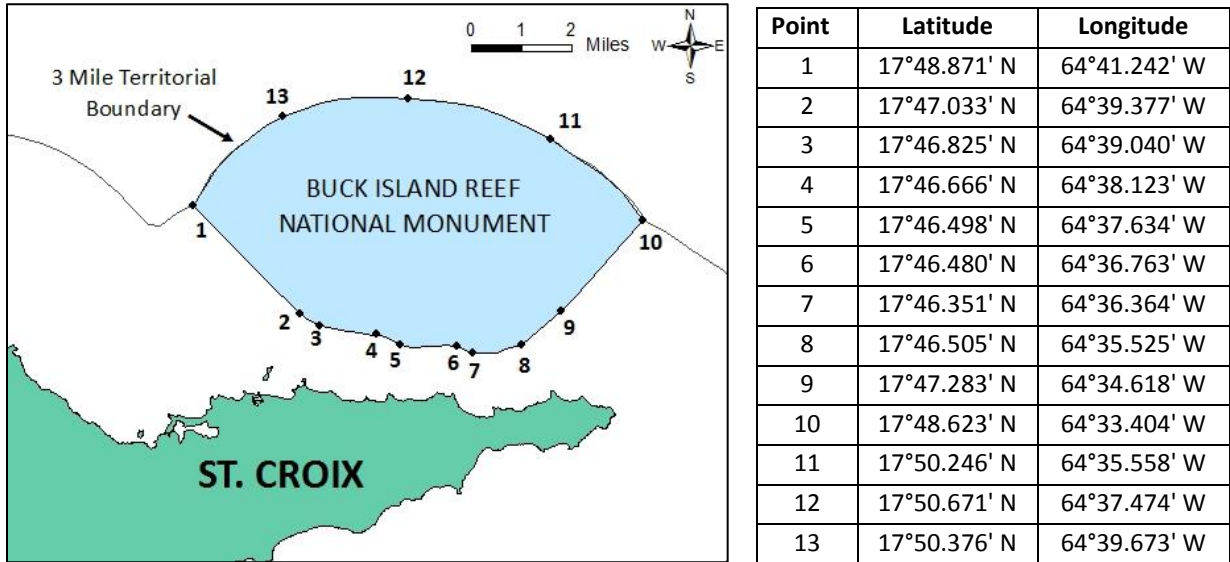 0 1 2
Miles
N
W E
S
3 Mile Territorial
Boundary
12
13
11
BUCK ISLAND REEF
NATIONAL MONUMENT
1
10
2
3
4
5
6
7
8
9
ST. CROIX
Point Latitude Longitude
1 17°48.871' N 64°41.242' W
2 17°47.033' N 64°39.377' W
3 17°46.825' N 64°39.040' W
4 17°46.666' N 64°38.123' W
5 17°46.498' N 64°37.634' W
6 17°46.480' N 64°36.763' W
7 17°46.351' N 64°36.364' W
8 17°46.505' N 64°35.525' W
9 17°47.283' N 64°34.618' W
10 17°48.623' N 64°33.404' W
11 17°50.246' N 64°35.558' W
12 17°50.671' N 64°37.474' W
13 17°50.376' N 64°39.673' W